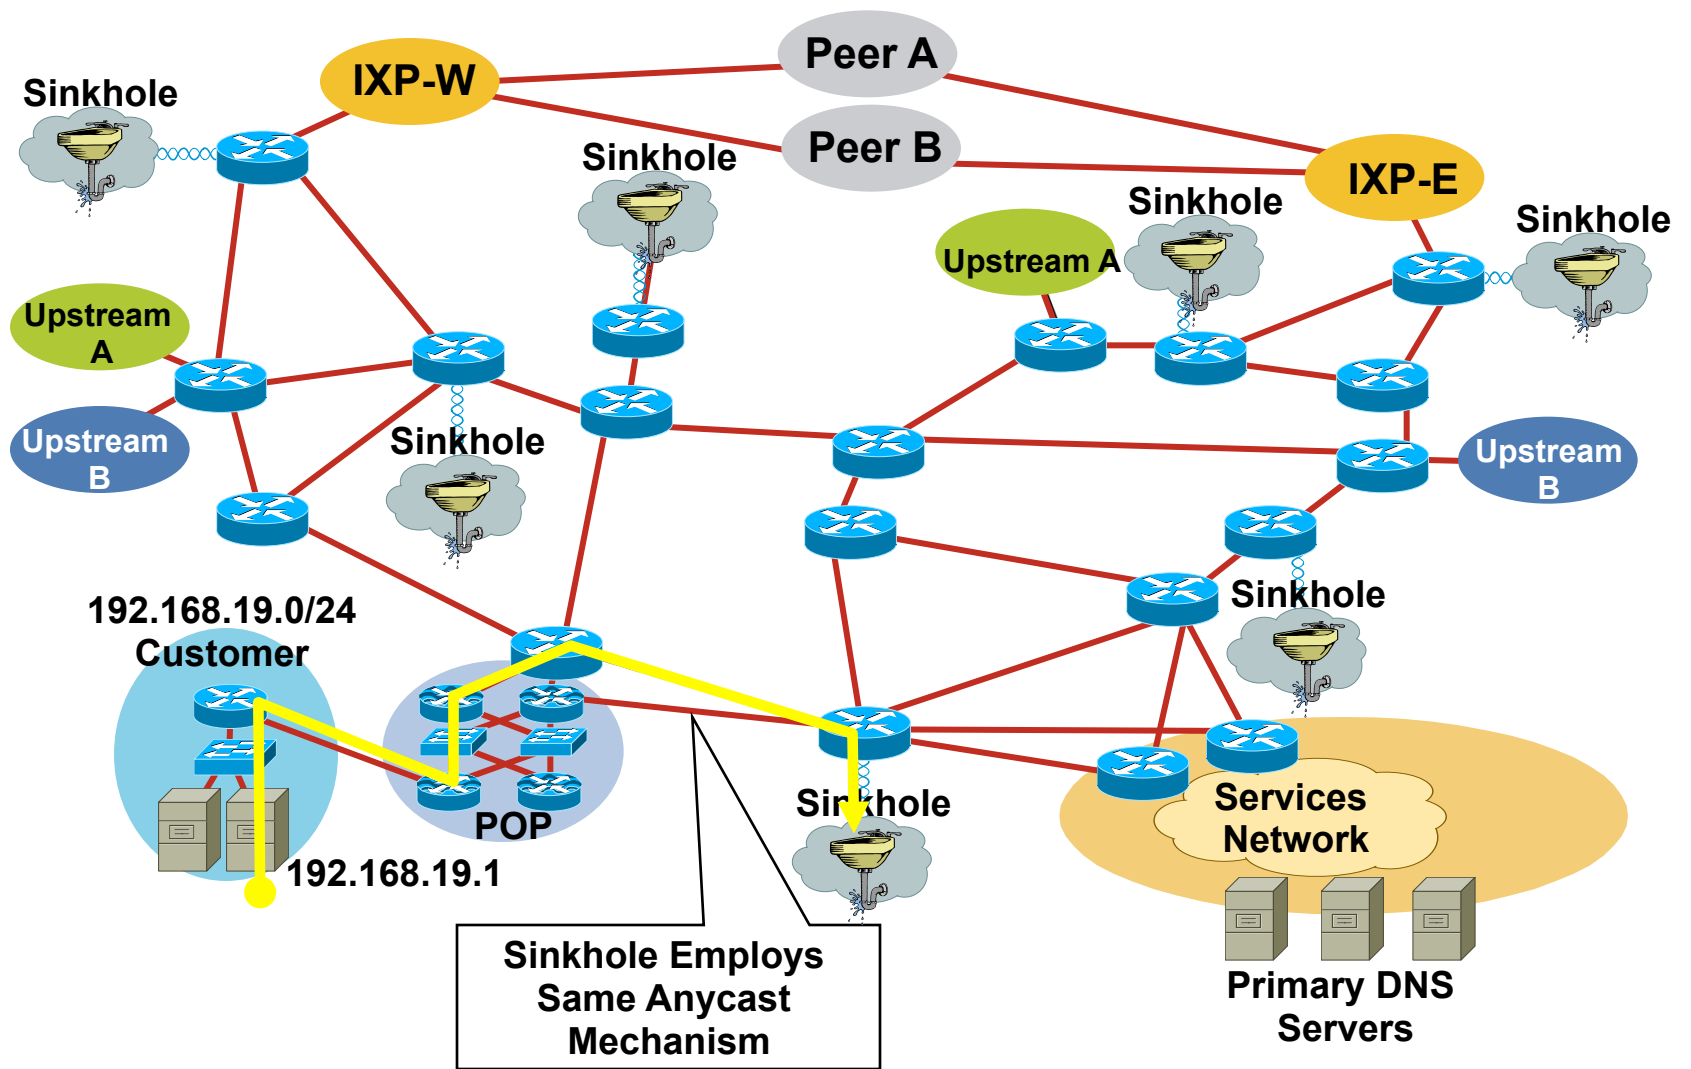 Peer A
IXP-W
Sinkhole
Peer B
Sinkhole
IXP-E
Sinkhole
Sinkhole
Upstream A
Upstream
A
Upstream
B
Sinkhole
Upstream
B
Sinkhole
192.168.19.0/24
Customer
POP
192.168.19.1
Sinkhole
Services
Network
Sinkhole Employs
Same Anycast
Mechanism
Primary DNS
Servers